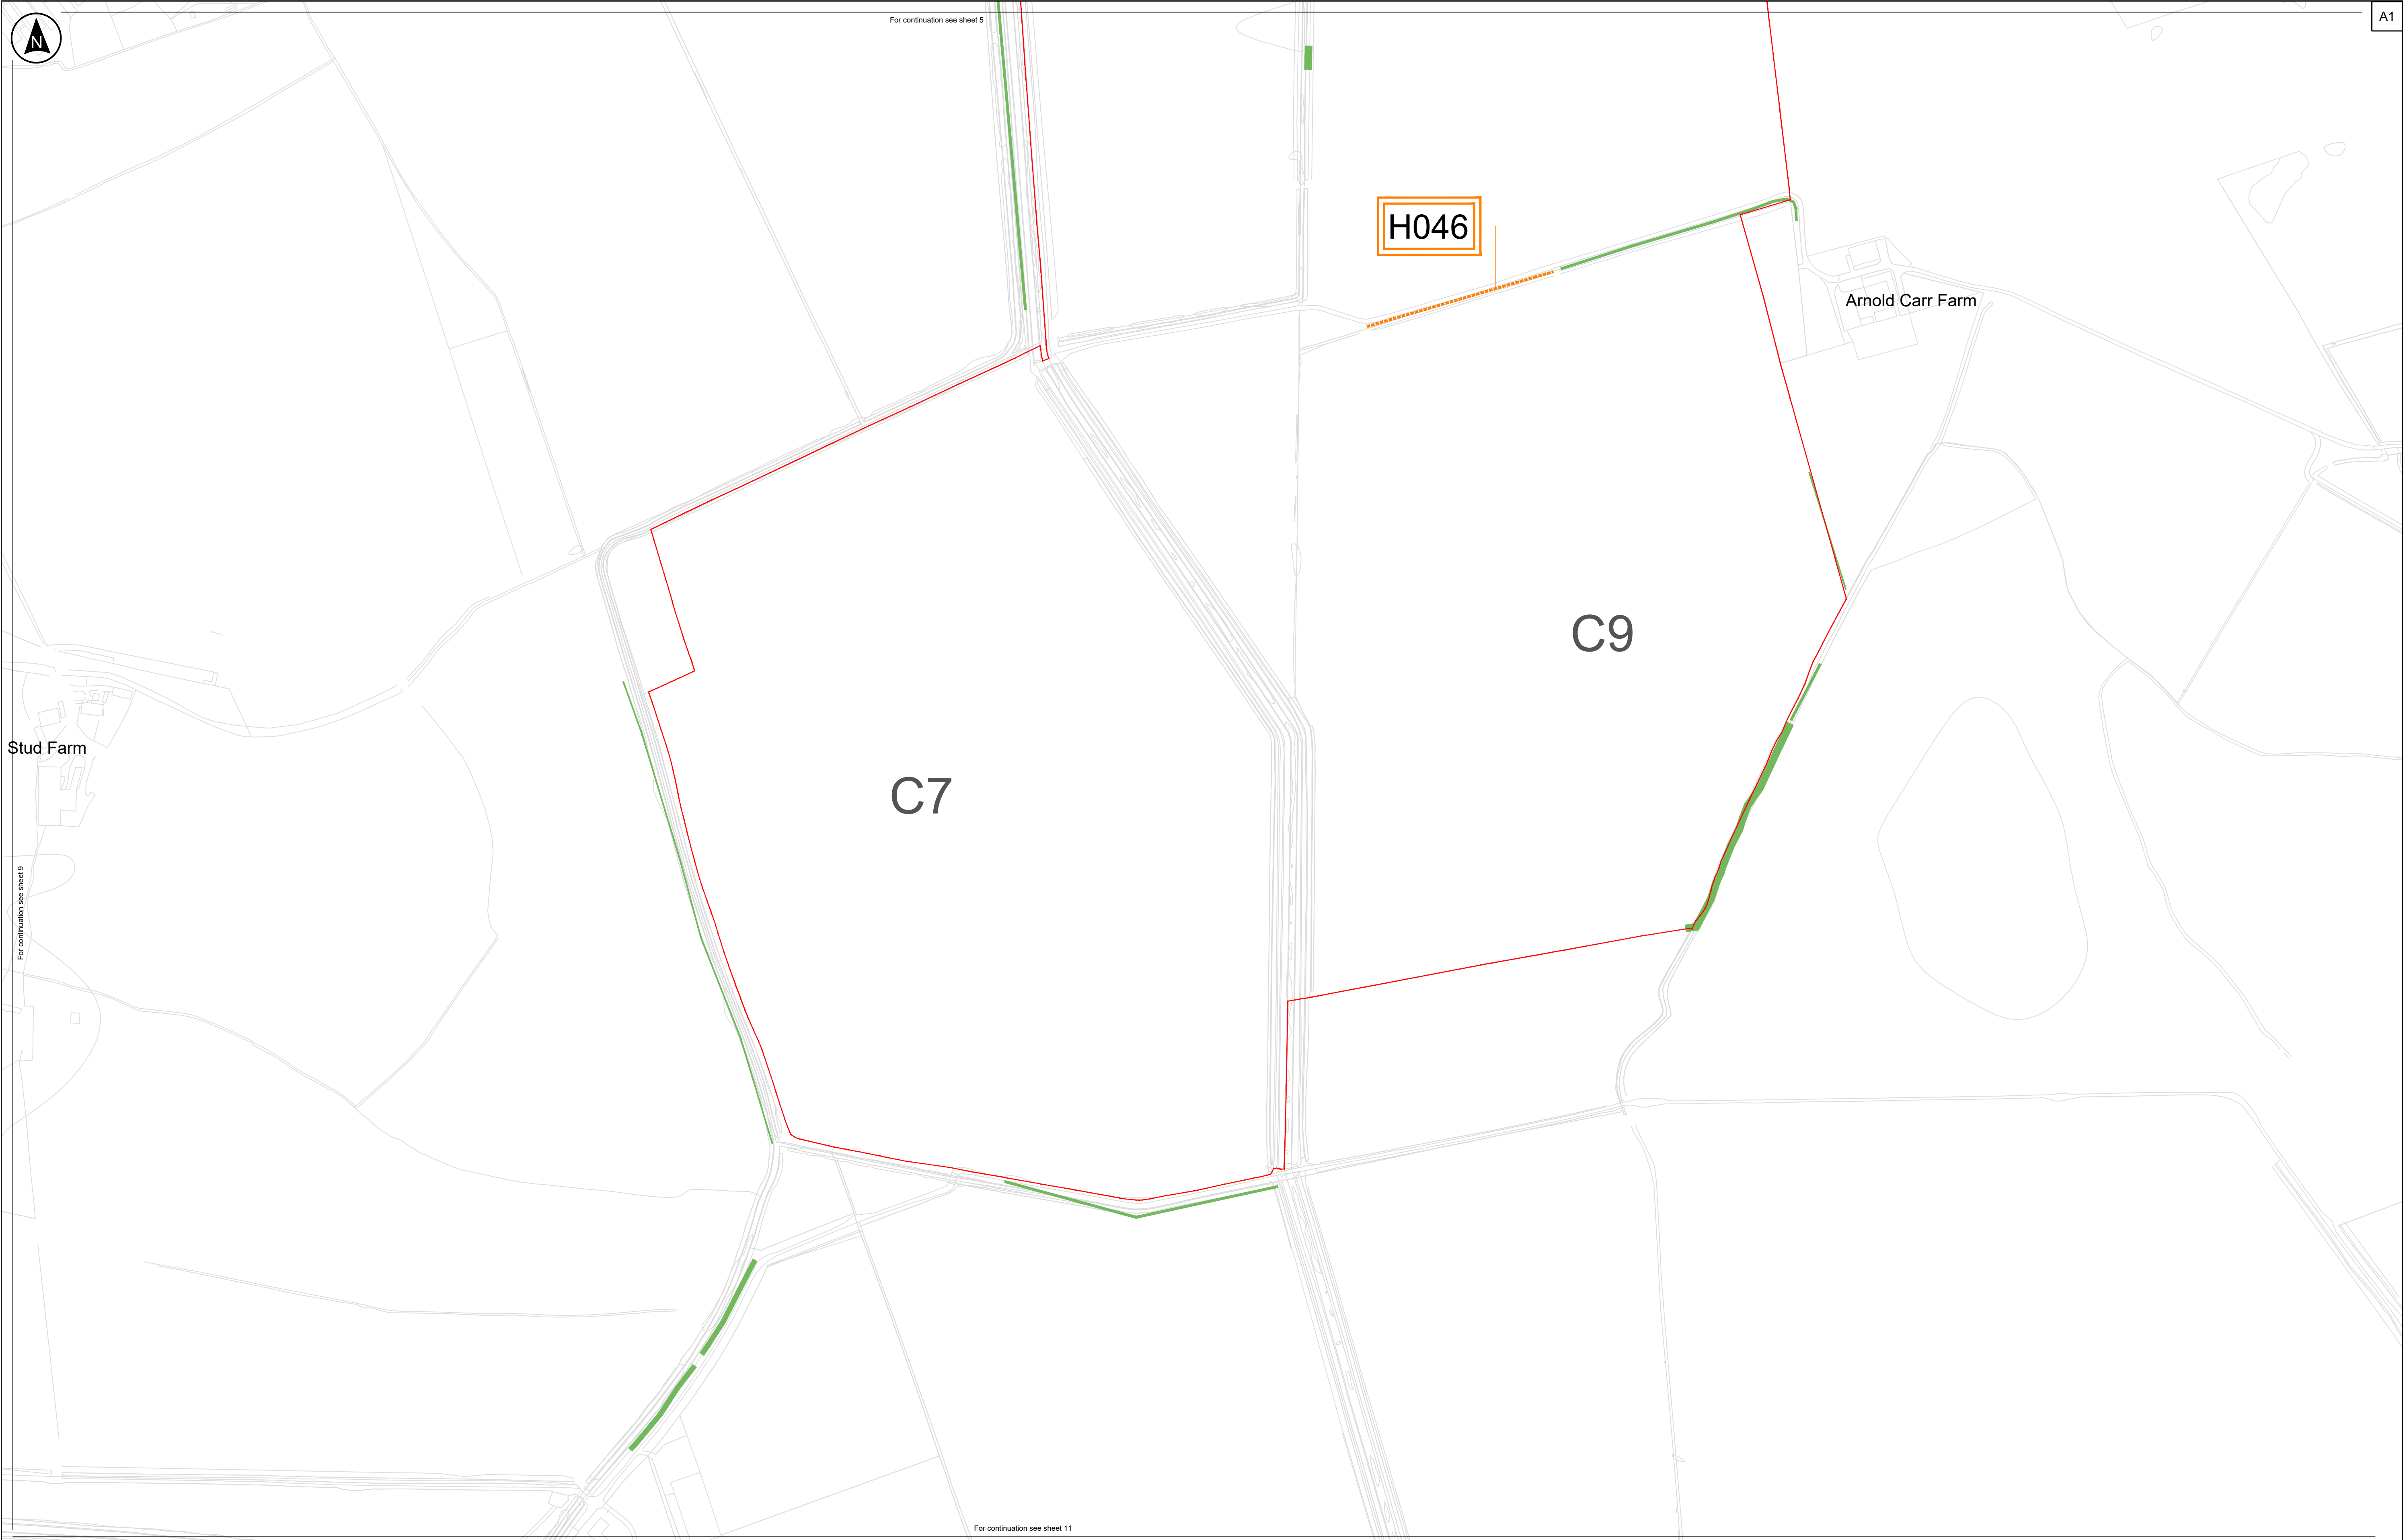 For continuation see sheet 5
A1
N
H046
Arnold Carr Farm
C9
Stud Farm
C7
For continuation see sheet 9
For continuation see sheet 11